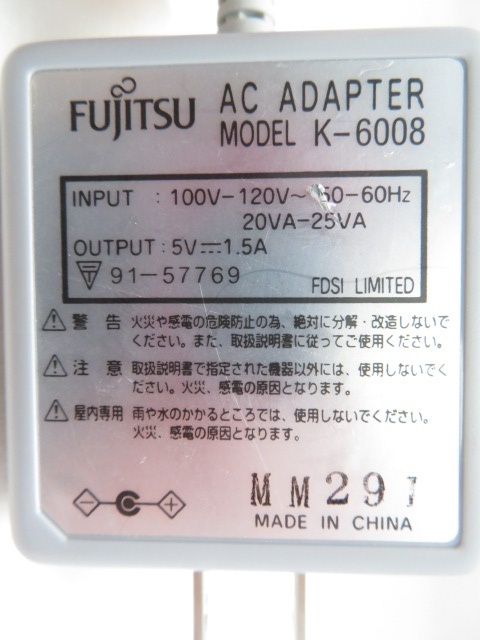 FUJITSU AC ADAPTER
MODEL K-6008
INPUT : 100V-120V~ 50-60Hz
20VA-25VA
OUTPUT : 5V⎓1.5A
T 91-57769 FDSI LIMITED
⚠警 告 火災や感電の危険防止の為、絶対に分解・改造しないで
ください。また、取扱説明書に従ってご使用ください。
⚠注 意 取扱説明書で指定された機器以外には、使用しないでく
ださい。火災、感電の原因となります。
⚠屋内専用 雨や水のかかるところでは、使用しないでください。
火災、感電の原因となります。
MM297
MADE IN CHINA